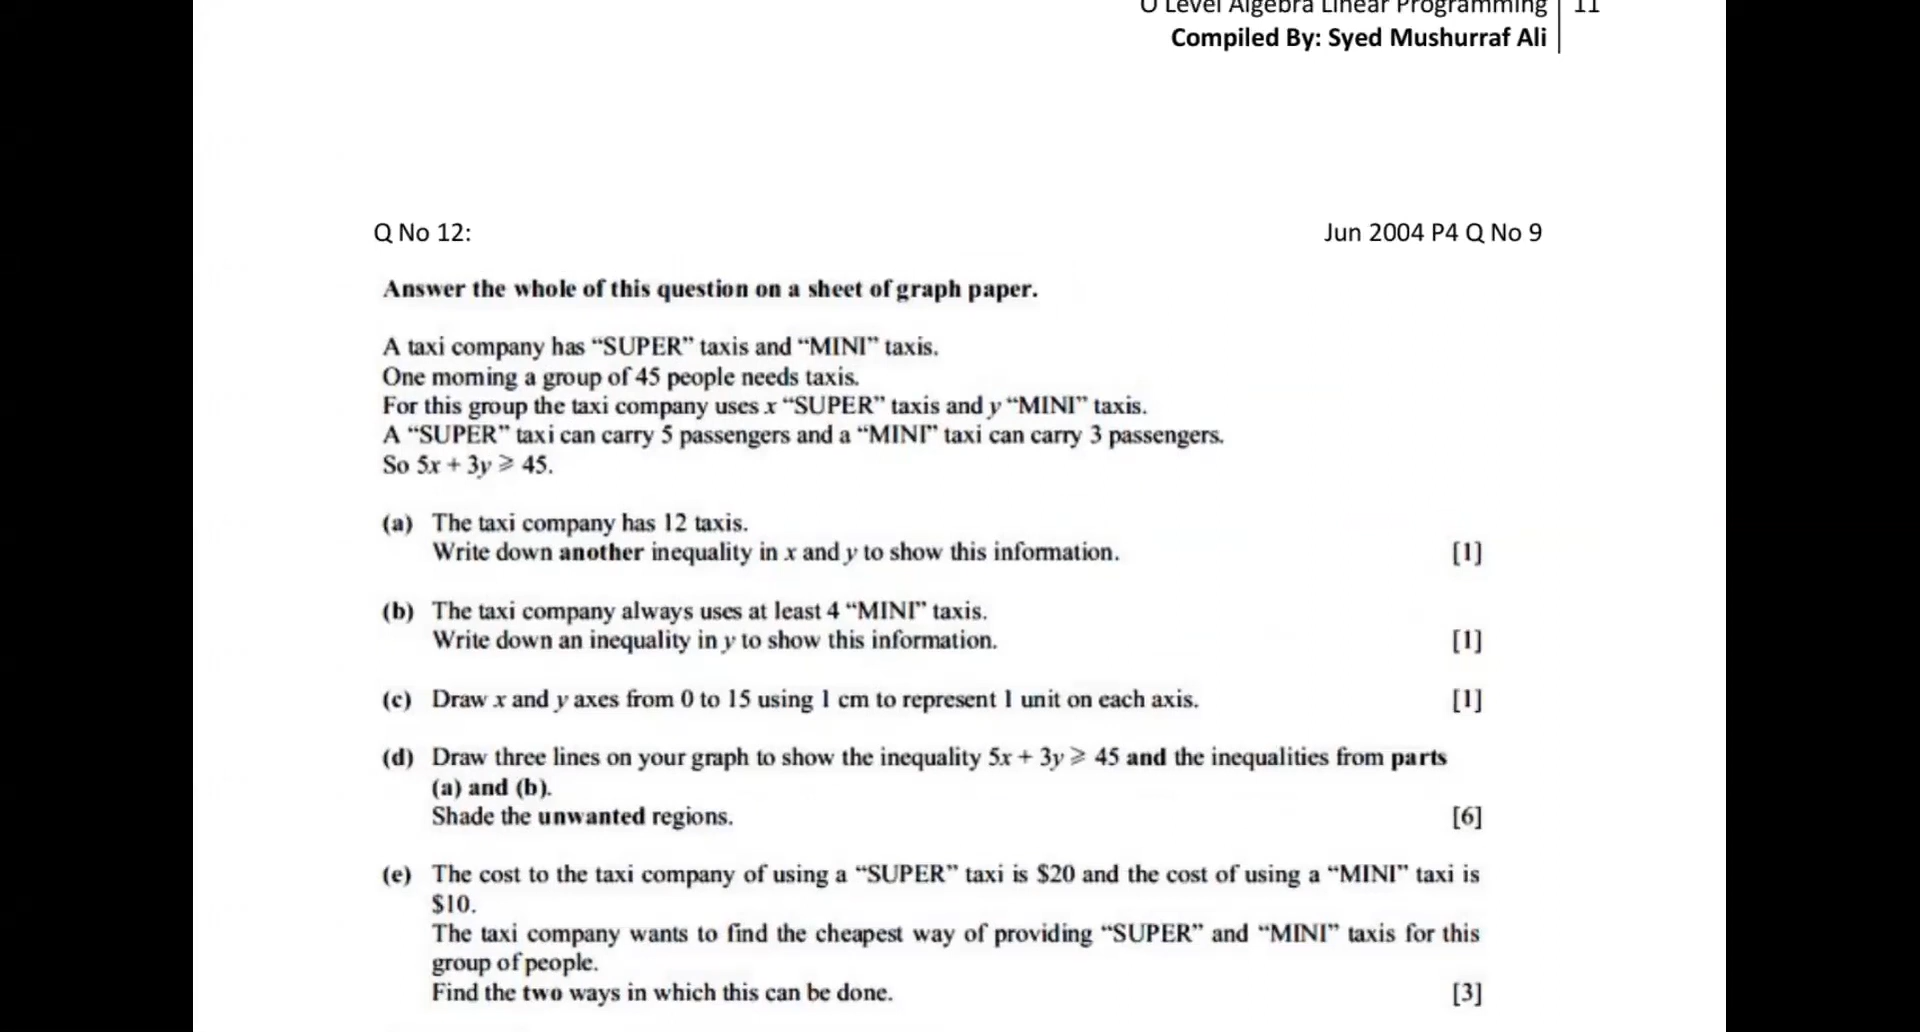 O Level Algebra Linear Programming 11
Compiled By: Syed Mushurraf Ali
Q No 12: Jun 2004 P4 Q No 9
Answer the whole of this question on a sheet of graph paper.
A taxi company has “SUPER” taxis and “MINI” taxis.
One morning a group of 45 people needs taxis.
For this group the taxi company uses x “SUPER” taxis and y “MINI” taxis.
A “SUPER” taxi can carry 5 passengers and a “MINI” taxi can carry 3 passengers.
So 5x + 3y ⩾ 45.
(a) The taxi company has 12 taxis.
Write down another inequality in x and y to show this information. [1]
(b) The taxi company always uses at least 4 “MINI” taxis.
Write down an inequality in y to show this information. [1]
(c) Draw x and y axes from 0 to 15 using 1 cm to represent 1 unit on each axis. [1]
(d) Draw three lines on your graph to show the inequality 5x + 3y ⩾ 45 and the inequalities from parts
(a) and (b).
Shade the unwanted regions. [6]
(e) The cost to the taxi company of using a “SUPER” taxi is $20 and the cost of using a “MINI” taxi is
$10.
The taxi company wants to find the cheapest way of providing “SUPER” and “MINI” taxis for this
group of people.
Find the two ways in which this can be done. [3]